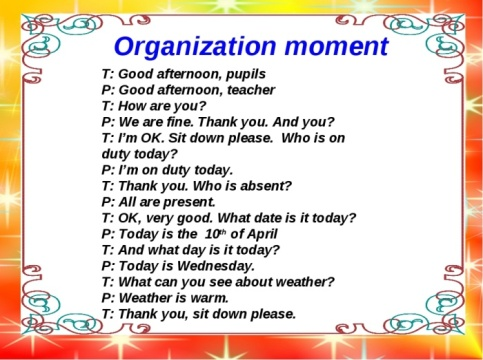 Organization moment
T: Good afternoon, pupils
P: Good afternoon, teacher
T: How are you?
P: We are fine. Thank you. And you?
T: I’m OK. Sit down please.  Who is on
duty today?
P: I’m on duty today.
T: Thank you. Who is absent?
P: All are present.
T: OK, very good. What date is it today?
P: Today is the  10th of April
T: And what day is it today?
P: Today is Wednesday.
T: What can you see about weather?
P: Weather is warm.
T: Thank you, sit down please.